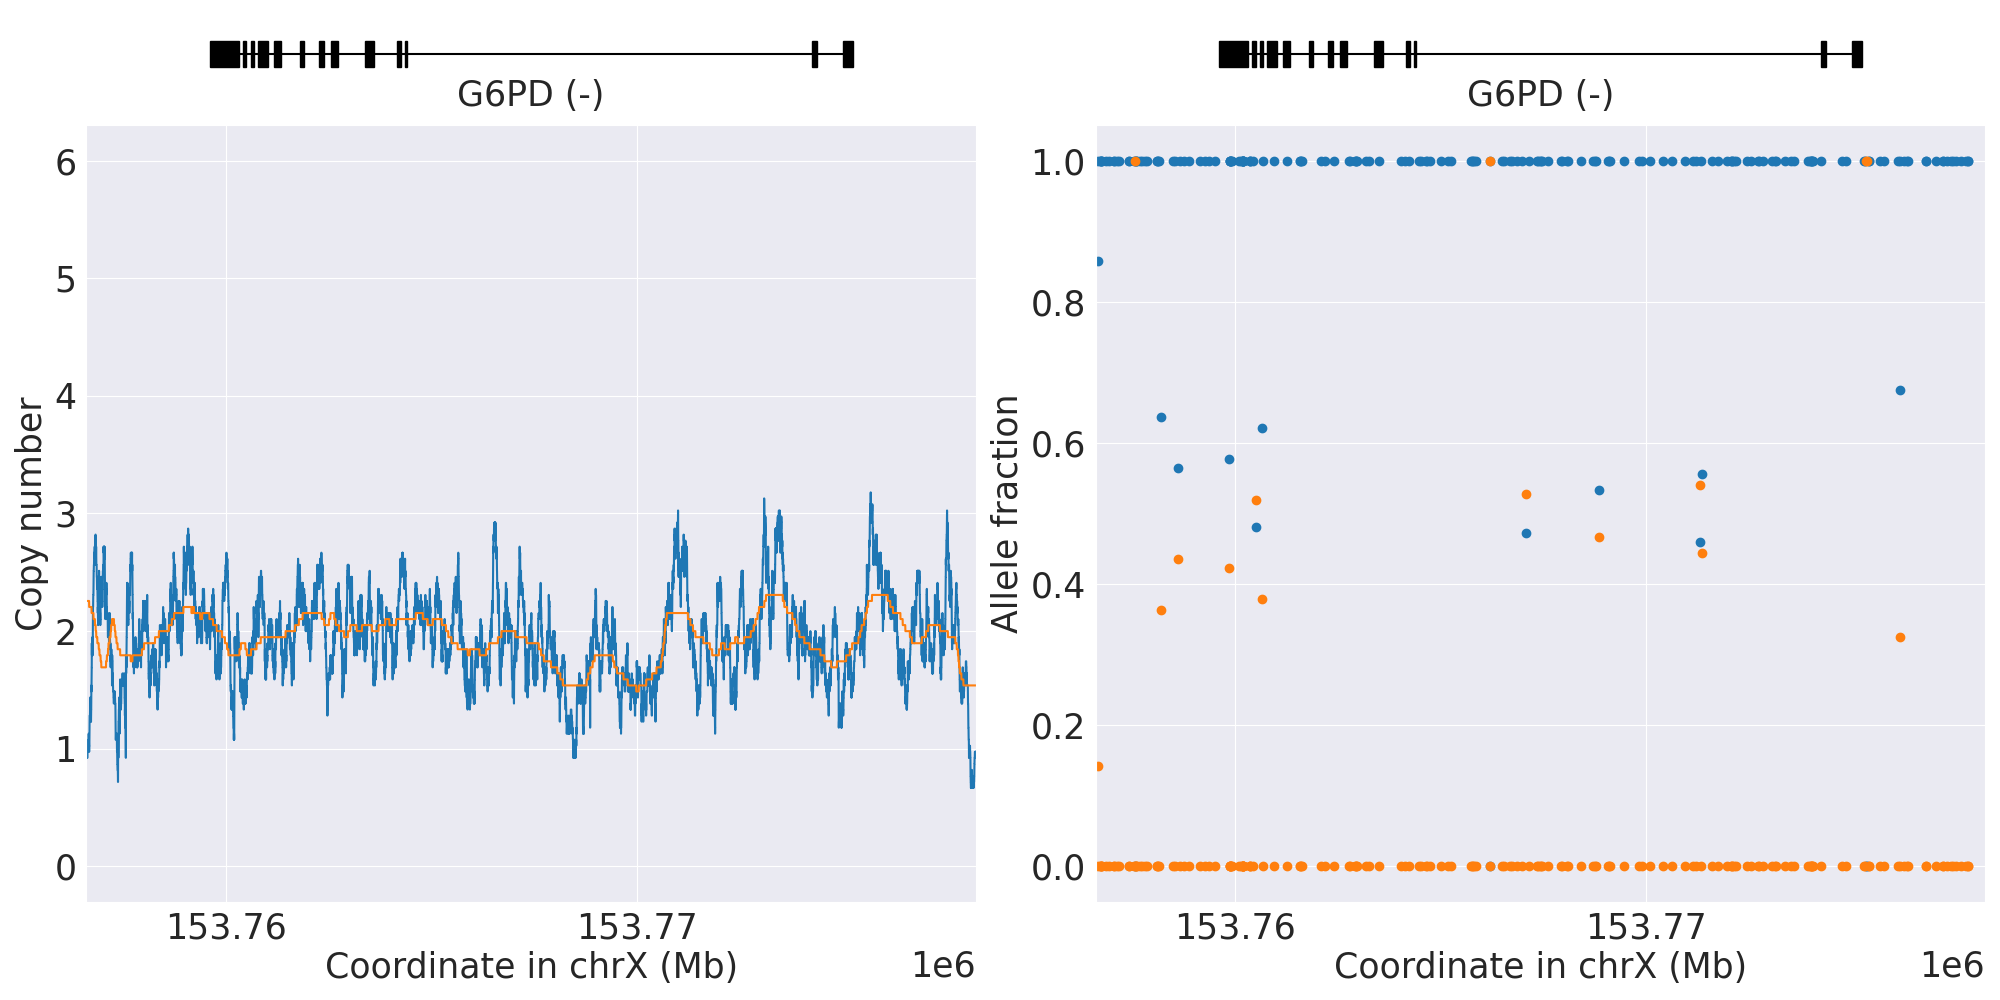 G6PD (-)
6
5
4
3
2
1
0
Copy number
153.76
153.77
Coordinate in chrX (Mb)
1e6
G6PD (-)
1.0
0.8
0.6
0.4
0.2
0.0
Allele fraction
153.76
153.77
Coordinate in chrX (Mb)
1e6